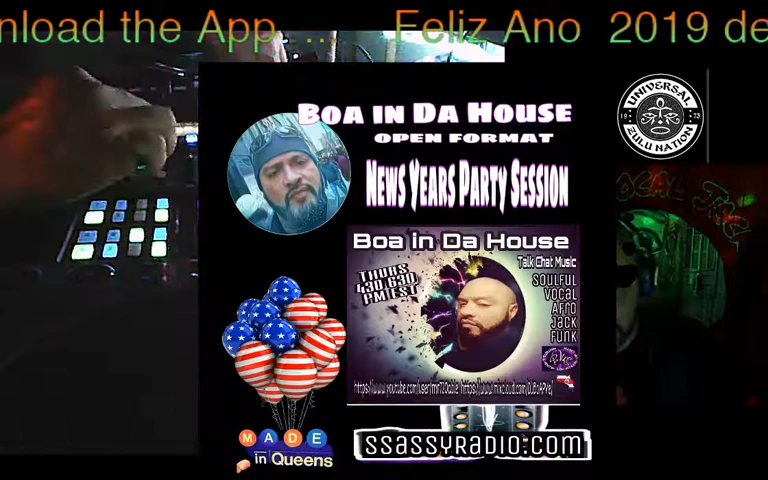 nload the App ... Feliz Ano 2019 de
Boa in Da House
OPEN FORMAT
News Years Party Session
UNIVERSAL
1973
ZULU NATION
Boa in Da House
Talk Chat Music
THURS
430-630
PM EST
SOULFUL
VOCAL
AFRO
JACK
FUNK
MADE
in Queens
ssassyradio.com